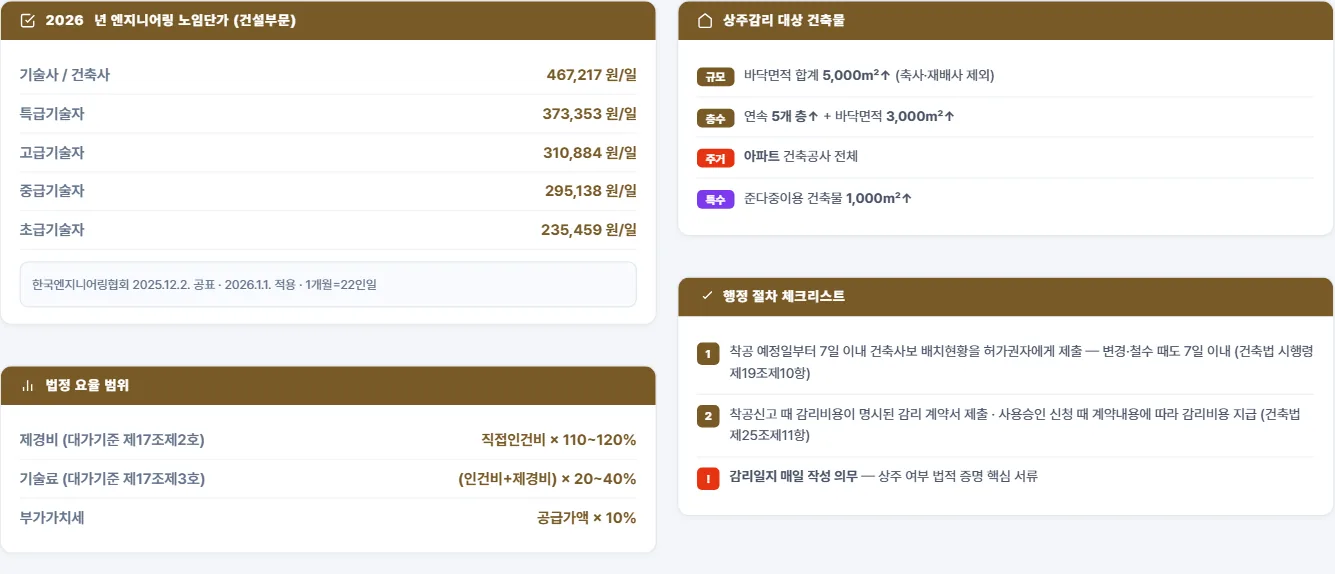 2026 년 엔지니어링 노임단가 (건설부문)
기술사 / 건축사 467,217 원/일
특급기술자 373,353 원/일
고급기술자 310,884 원/일
중급기술자 295,138 원/일
초급기술자 235,459 원/일
한국엔지니어링협회 2025.12.2. 공표 · 2026.1.1. 적용 · 1개월=22인일
법정 요율 범위
제경비 (대가기준 제17조제2호) 직접인건비 × 110~120%
기술료 (대가기준 제17조제3호) (인건비+제경비) × 20~40%
부가가치세 공급가액 × 10%
상주감리 대상 건축물
규모 바닥면적 합계 5,000m²↑ (축사·재배사 제외)
층수 연속 5개 층↑ + 바닥면적 3,000m²↑
주거 아파트 건축공사 전체
특수 준다중이용 건축물 1,000m²↑
행정 절차 체크리스트
1 착공 예정일부터 7일 이내 건축사보 배치현황을 허가권자에게 제출 — 변경·철수 때도 7일 이내 (건축법 시행령
제19조제10항)
2 착공신고 때 감리비용이 명시된 감리 계약서 제출 · 사용승인 신청 때 계약내용에 따라 감리비용 지급 (건축법
제25조제11항)
! 감리일지 매일 작성 의무 — 상주 여부 법적 증명 핵심 서류